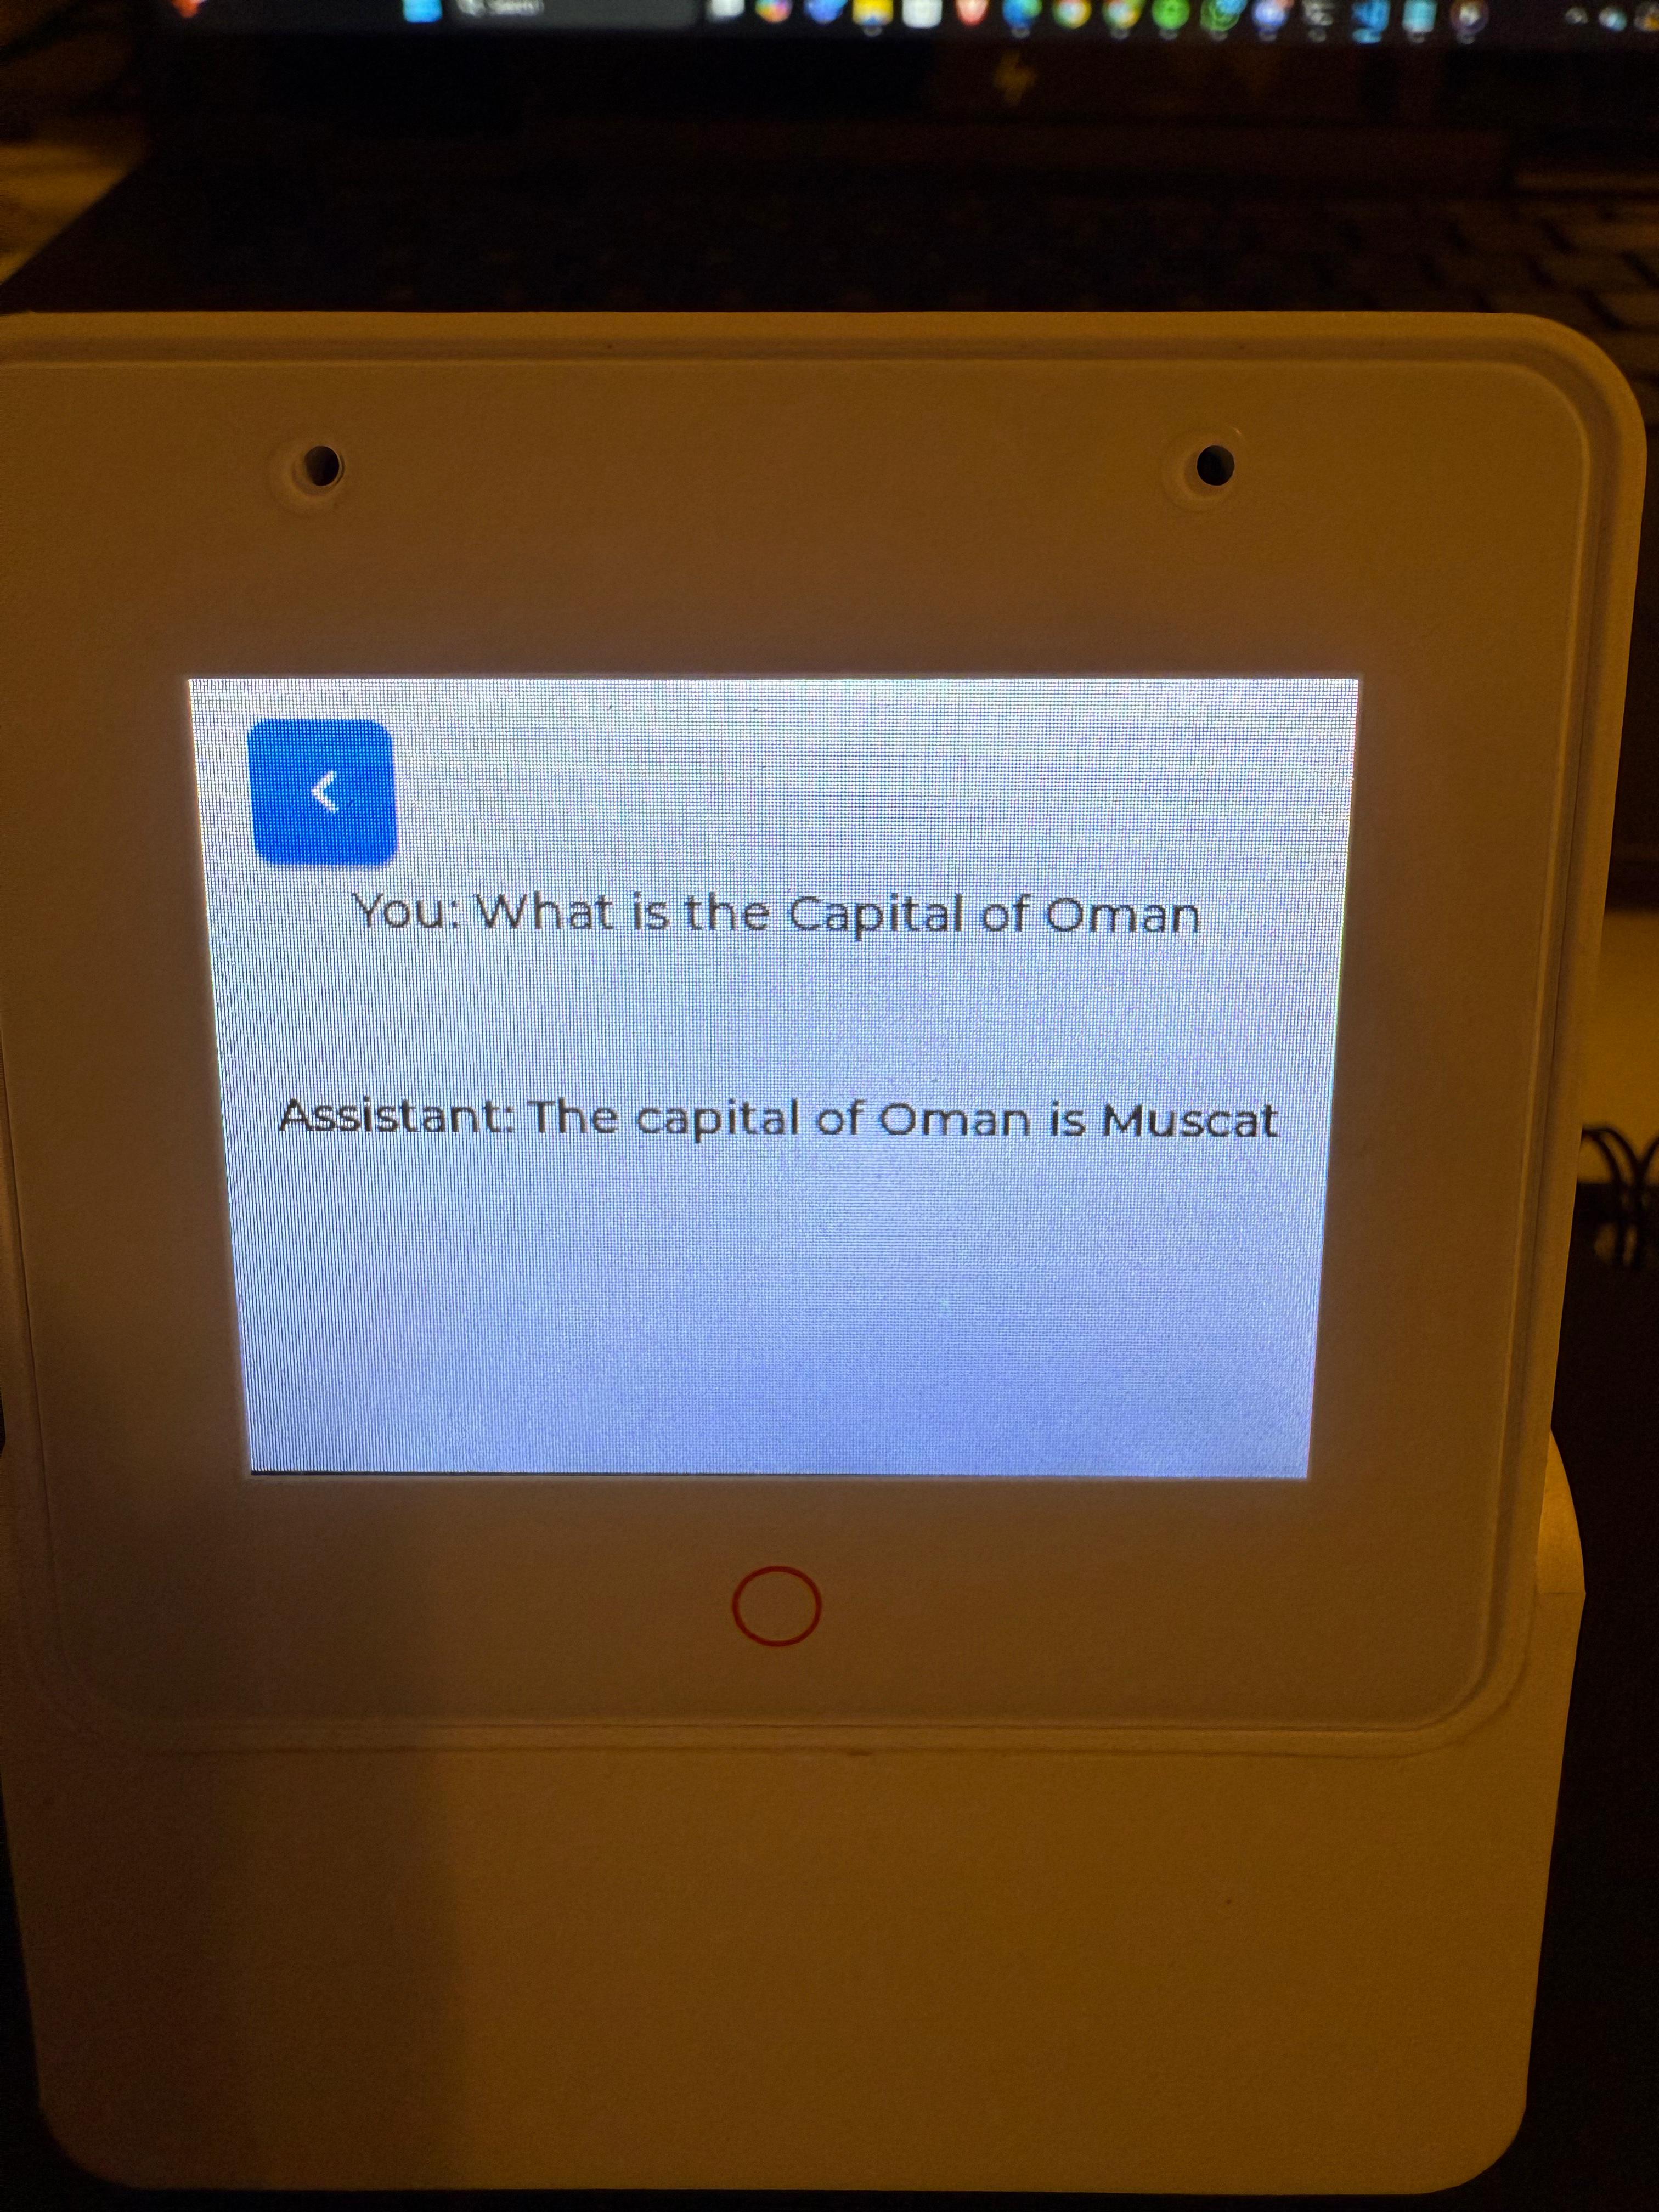 You: What is the Capital of Oman
Assistant: The capital of Oman is Muscat